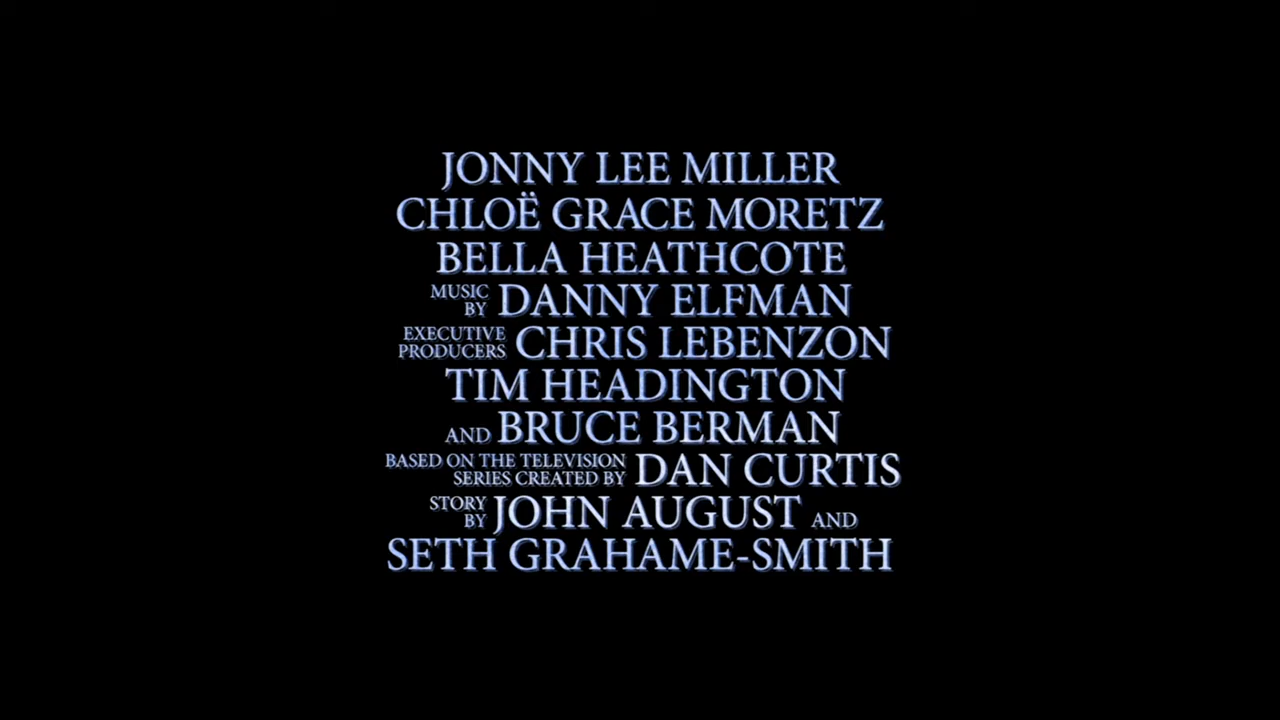 JONNY LEE MILLER
CHLOË GRACE MORETZ
BELLA HEATHCOTE
MUSIC BY DANNY ELFMAN
EXECUTIVE PRODUCERS CHRIS LEBENZON
TIM HEADINGTON
AND BRUCE BERMAN
BASED ON THE TELEVISION SERIES CREATED BY DAN CURTIS
STORY BY JOHN AUGUST AND
SETH GRAHAME-SMITH